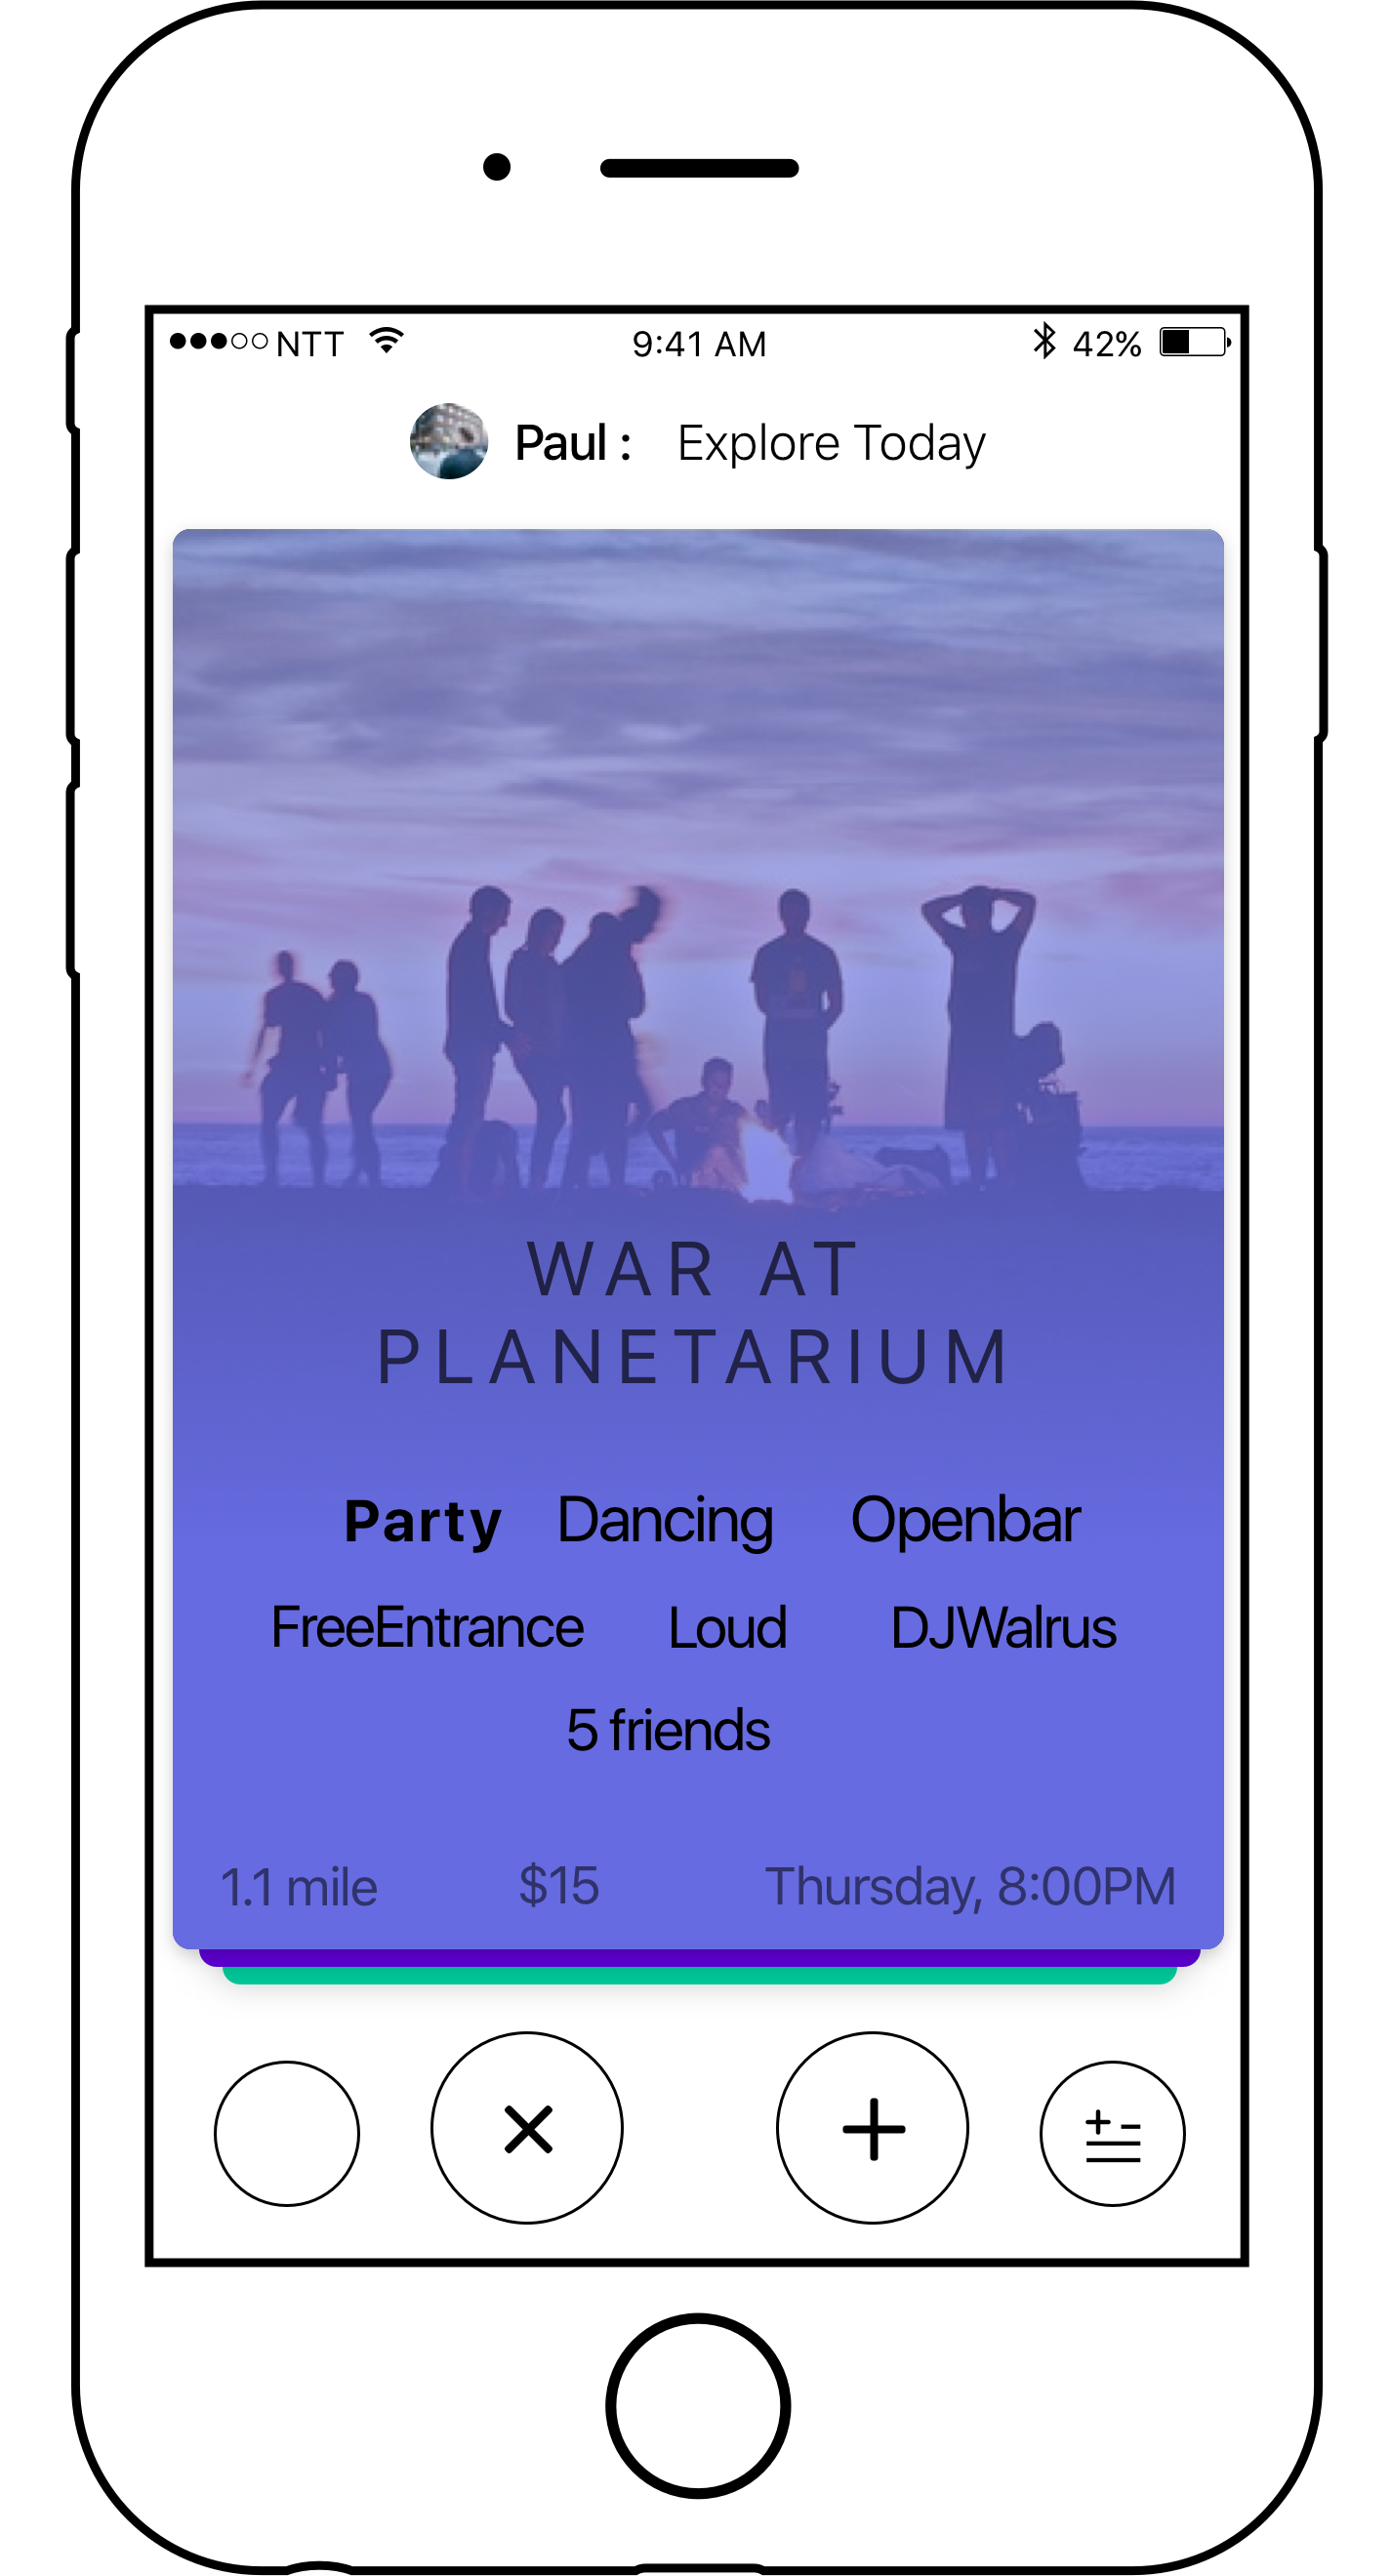 NTT 9:41 AM 42%
Paul : Explore Today
WAR AT
PLANETARIUM
Party Dancing Openbar
FreeEntrance Loud DJWalrus
5 friends
1.1 mile $15 Thursday, 8:00PM